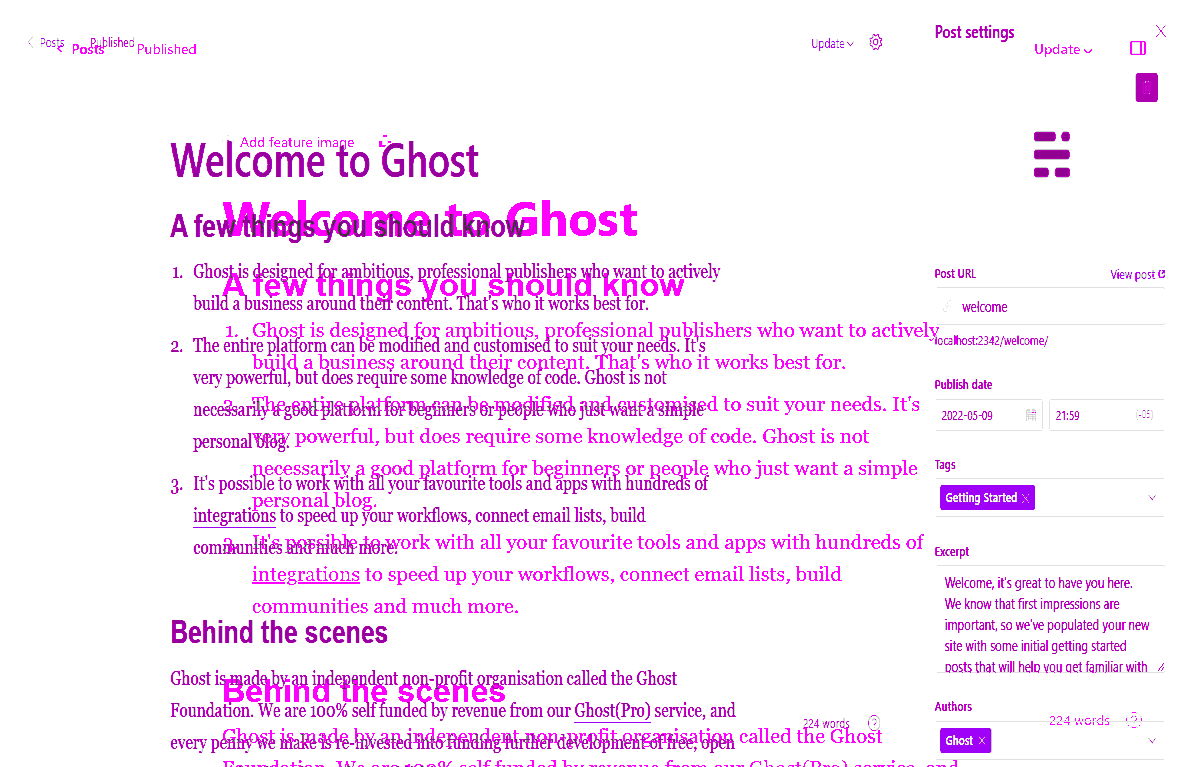 Posts
Published
Update
Post settings
Posts
Published
Update
Add feature image
Welcome to Ghost
Welcome to Ghost
A few things you should know
A few things you should know
1. Ghost is designed for ambitious, professional publishers who want to actively
build a business around their content. That's who it works best for.
2. The entire platform can be modified and customised to suit your needs. It's
very powerful, but does require some knowledge of code. Ghost is not
necessarily a good platform for beginners or people who just want a simple
personal blog.
3. It's possible to work with all your favourite tools and apps with hundreds of
integrations to speed up your workflows, connect email lists, build
communities and much more.
1. Ghost is designed for ambitious, professional publishers who want to actively
build a business around their content. That's who it works best for.
2. The entire platform can be modified and customised to suit your needs. It's
very powerful, but does require some knowledge of code. Ghost is not
necessarily a good platform for beginners or people who just want a simple
personal blog.
3. It's possible to work with all your favourite tools and apps with hundreds of
integrations to speed up your workflows, connect email lists, build
communities and much more.
Behind the scenes
Ghost is made by an independent non-profit organisation called the Ghost
Foundation. We are 100% self funded by revenue from our Ghost(Pro) service, and
every penny we make is re-invested into funding further development of free, open
Behind the scenes
Ghost is made by an independent non-profit organisation called the Ghost
Foundation. We are 100% self funded by revenue from our Ghost(Pro) service, and
224 words
Post URL
View post
welcome
localhost:2342/welcome/
Publish date
2022-05-09
21:59
(-05)
Tags
Getting Started
Excerpt
Welcome, it's great to have you here.
We know that first impressions are
important, so we've populated your new
site with some initial getting started
posts that will help you get familiar with
Authors
224 words
Ghost